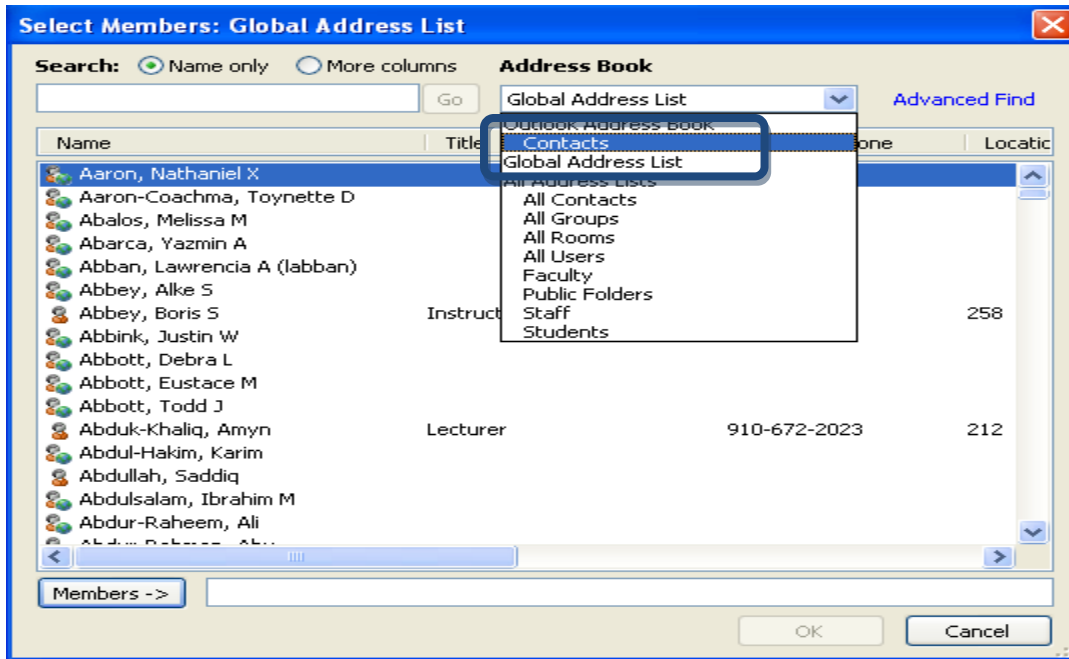 Select Members: Global Address List
Search: Name only More columns Address Book
Go Global Address List Advanced Find
Outlook Address Book
Name Title Contacts one Locatic
Global Address List
Aaron, Nathaniel X
All Address Lists
Aaron-Coachma, Toynette D
All Contacts
Abalos, Melissa M
All Groups
Abarca, Yazmin A
All Rooms
Abban, Lawrencia A (labban)
All Users
Faculty
Abbey, Alke S
Public Folders
Abbey, Boris S Instruct Staff 258
Abbink, Justin W
Students
Abbott, Debra L
Abbott, Eustace M
Abbott, Todd J
Abduk-Khaliq, Amyn Lecturer 910-672-2023 212
Abdul-Hakim, Karim
Abdullah, Saddiq
Abdulsalam, Ibrahim M
Abdur-Raheem, Ali
Members ->
OK Cancel